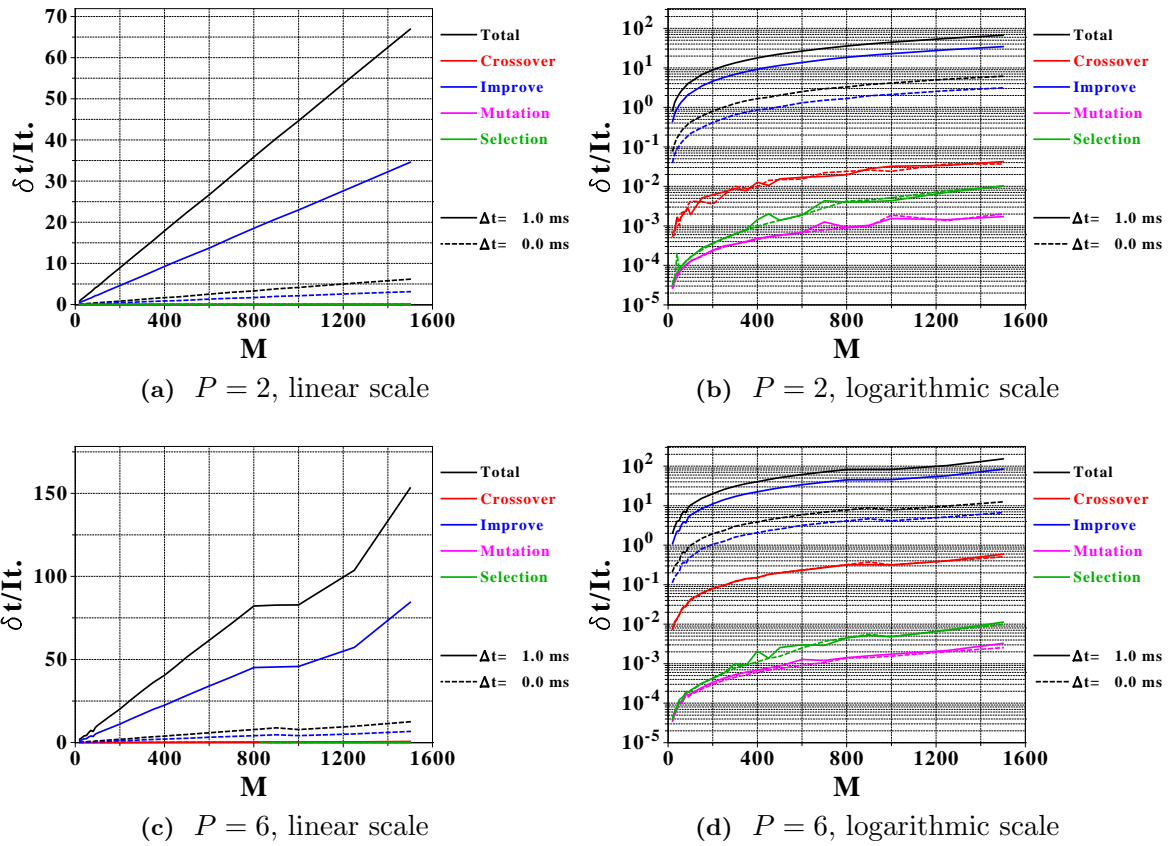 70
60
50
40
30
20
10
0
δt/It.
0 400 800 1200 1600
M
Total
Crossover
Improve
Mutation
Selection
Δt= 1.0 ms
Δt= 0.0 ms
(a) P = 2, linear scale
10^2
10^1
10^0
10^-1
10^-2
10^-3
10^-4
10^-5
δt/It.
0 400 800 1200 1600
M
Total
Crossover
Improve
Mutation
Selection
Δt= 1.0 ms
Δt= 0.0 ms
(b) P = 2, logarithmic scale
150
100
50
0
δt/It.
0 400 800 1200 1600
M
Total
Crossover
Improve
Mutation
Selection
Δt= 1.0 ms
Δt= 0.0 ms
(c) P = 6, linear scale
10^2
10^1
10^0
10^-1
10^-2
10^-3
10^-4
10^-5
δt/It.
0 400 800 1200 1600
M
Total
Crossover
Improve
Mutation
Selection
Δt= 1.0 ms
Δt= 0.0 ms
(d) P = 6, logarithmic scale